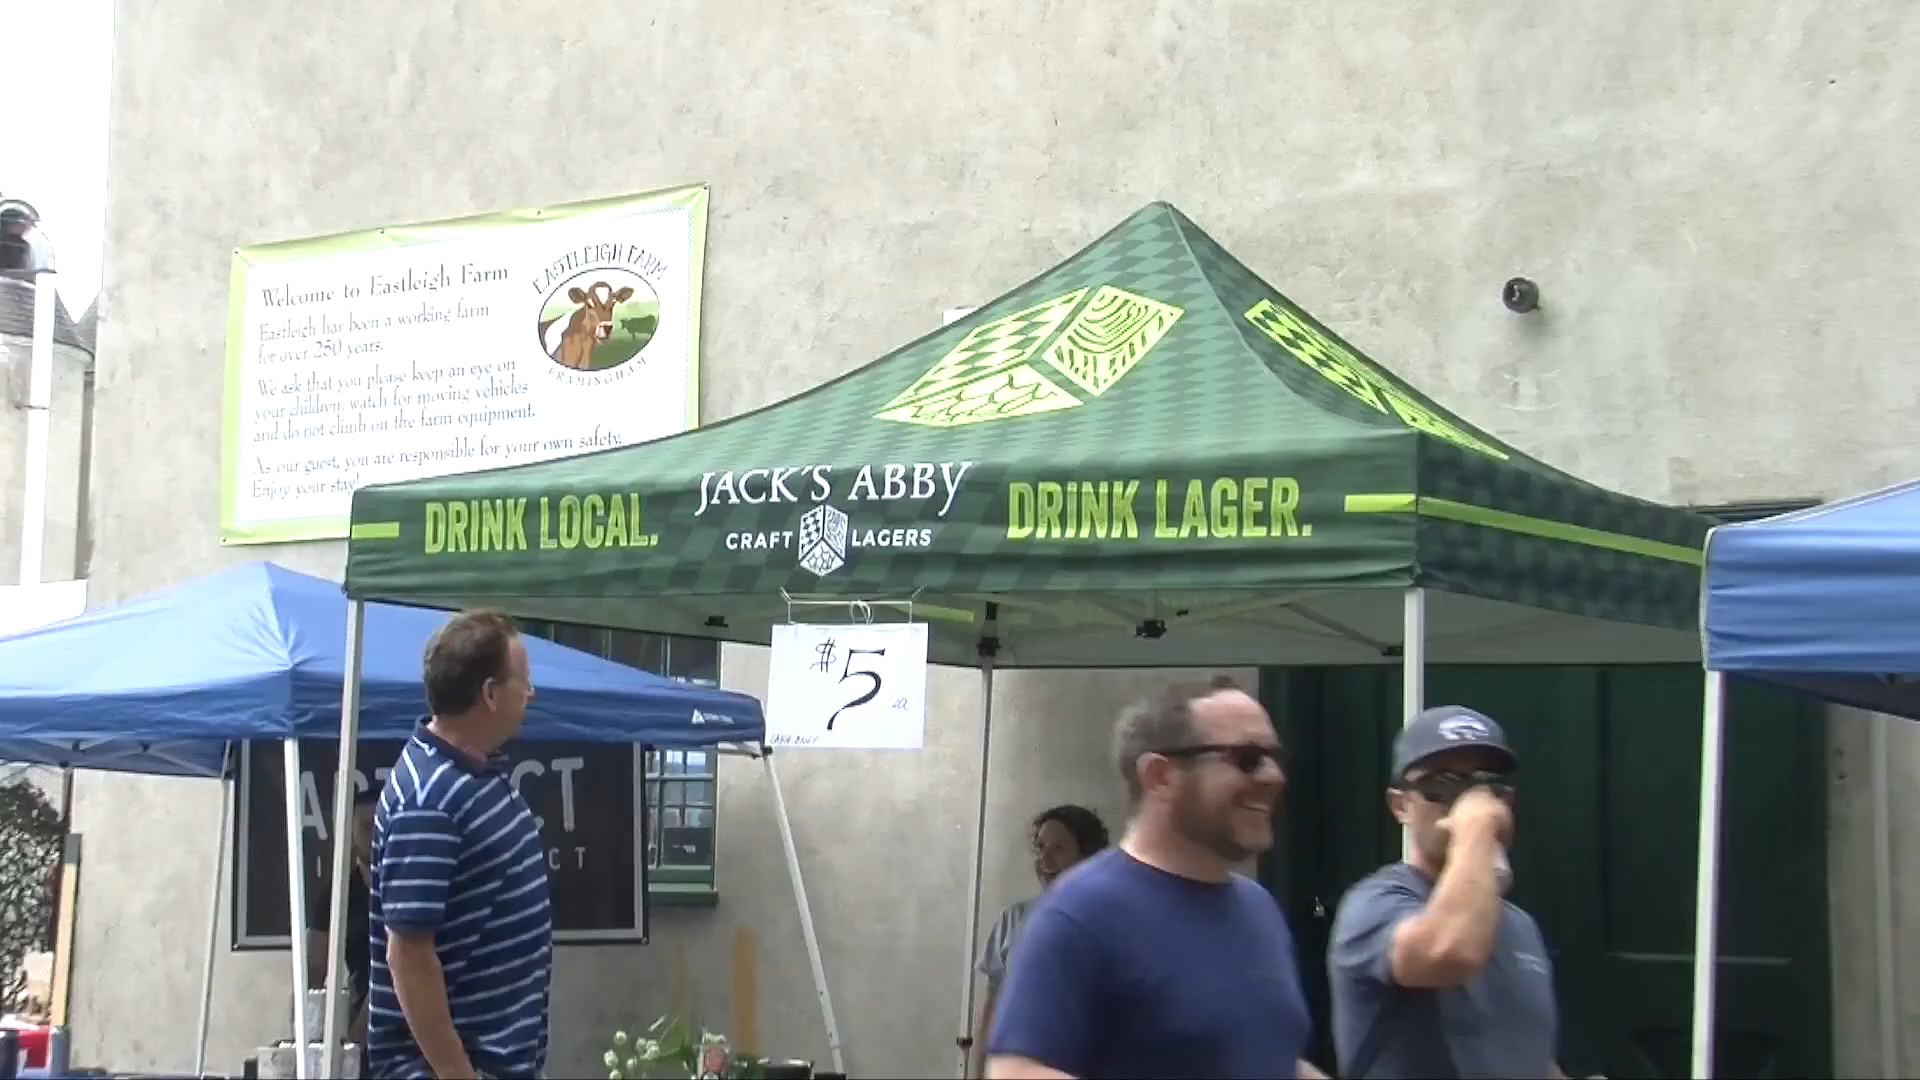 Welcome to Eastleigh Farm
Eastleigh has been a working farm
for over 250 years.
We ask that you please keep an eye on
your children, watch for moving vehicles
and do not climb on the farm equipment.
As our guest, you are responsible for your own safety.
Enjoy your stay!
EASTLEIGH FARM
FRAMINGHAM
DRINK LOCAL.
JACK'S ABBY
CRAFT LAGERS
DRINK LAGER.
$5 ea
CASH ONLY